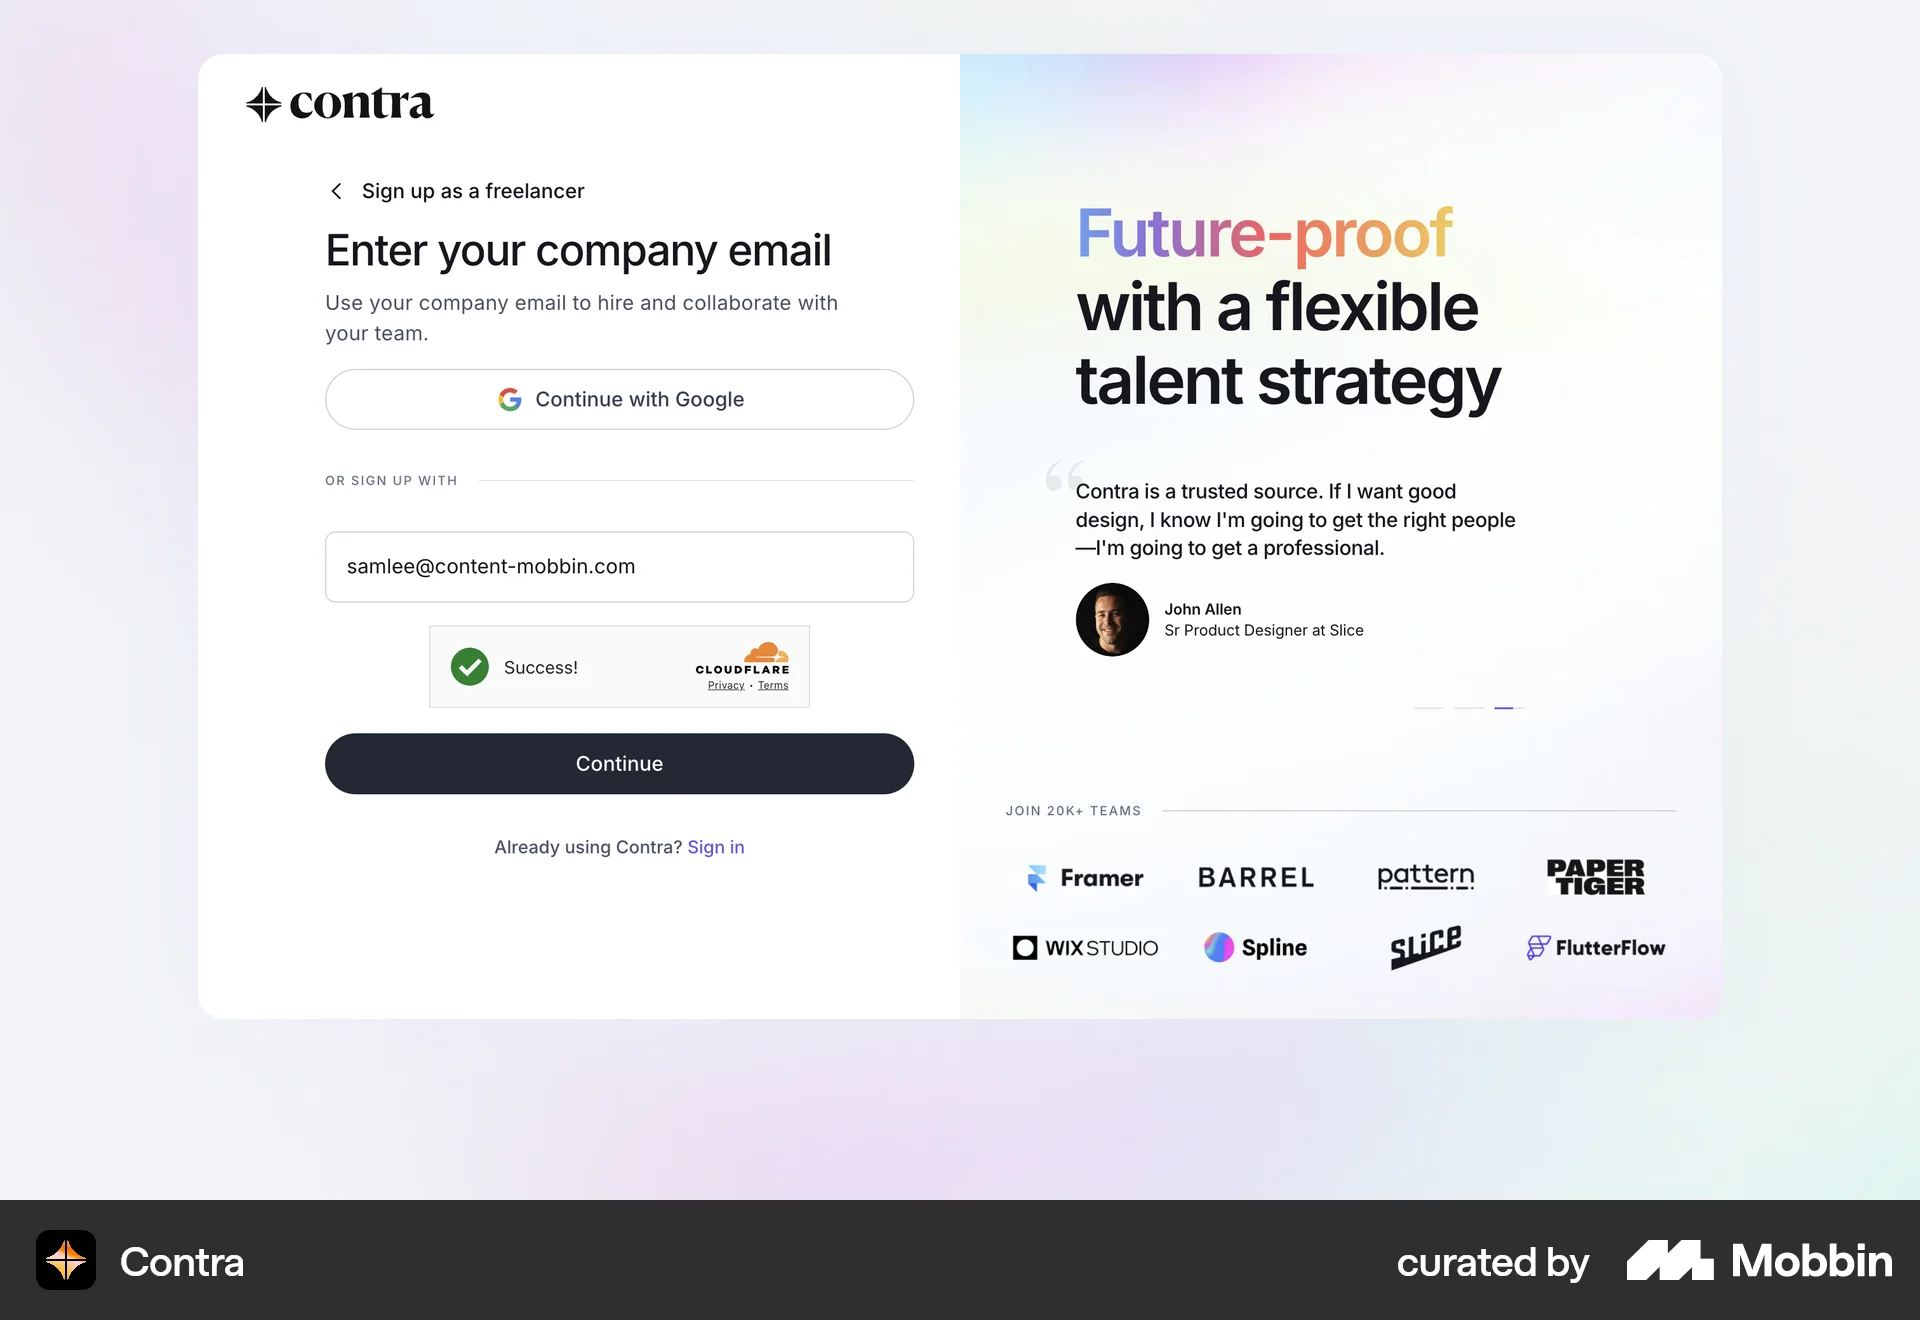 contra
Sign up as a freelancer
Enter your company email
Use your company email to hire and collaborate with
your team.
Continue with Google
OR SIGN UP WITH
samlee@content-mobbin.com
Success!
CLOUDFLARE
Privacy • Terms
Continue
Already using Contra? Sign in
Future-proof
with a flexible
talent strategy
“
Contra is a trusted source. If I want good
design, I know I'm going to get the right people
—I'm going to get a professional.
John Allen
Sr Product Designer at Slice
JOIN 20K+ TEAMS
Framer
BARREL
pattern
PAPER
TIGER
WIX STUDIO
Spline
SLiCE
FlutterFlow
Contra
curated by
Mobbin